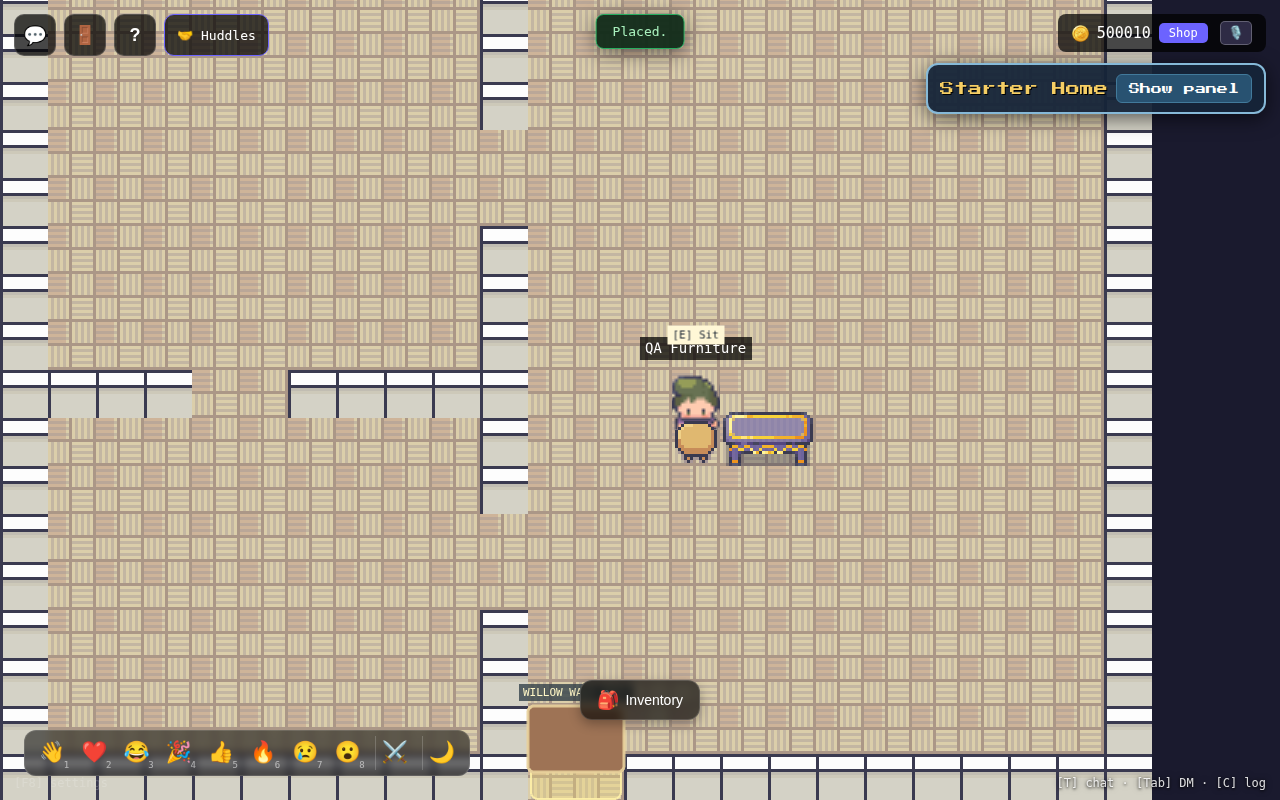 Placed.
? Huddles
500010 Shop
Starter Home Show panel
[E] Sit
QA Furniture
WILLOW WA
Inventory
1 2 3 4 5 6 7 8
[T] chat · [Tab] DM · [C] log